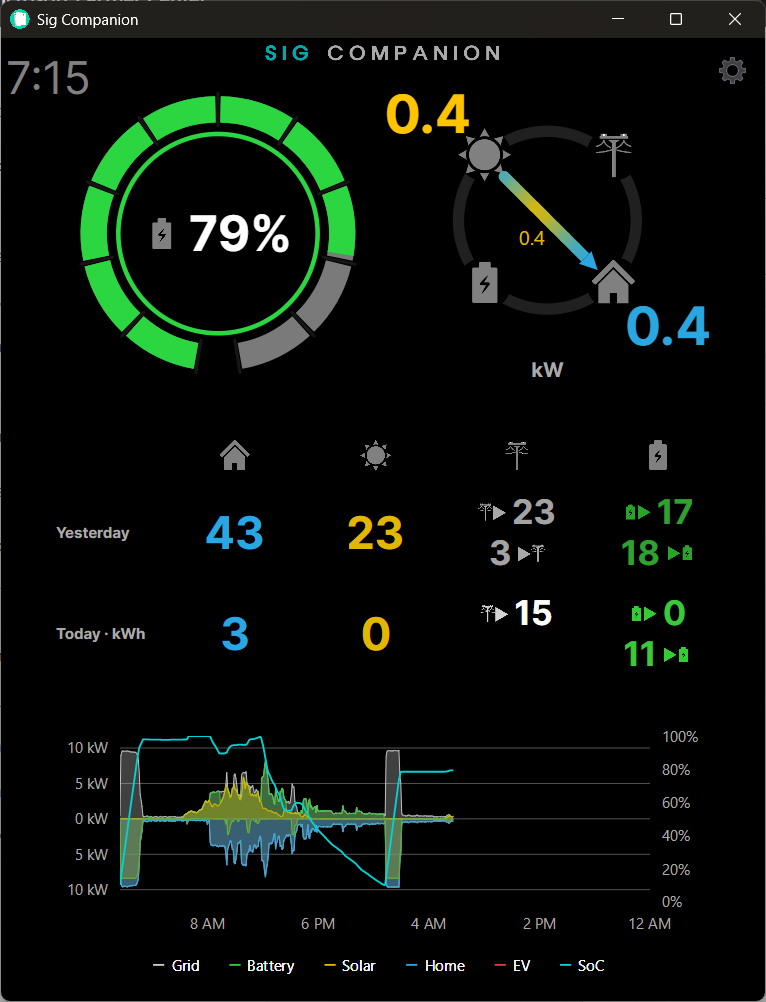 Sig Companion
SIG COMPANION
7:15
0.4
79%
0.4
0.4
kW
Yesterday 43 23 23 17
3 18
Today · kWh 3 0 15 0
11
10 kW 100%
5 kW 80%
0 kW 60%
5 kW 40%
10 kW 20%
0%
8 AM 6 PM 4 AM 2 PM 12 AM
Grid Battery Solar Home EV SoC